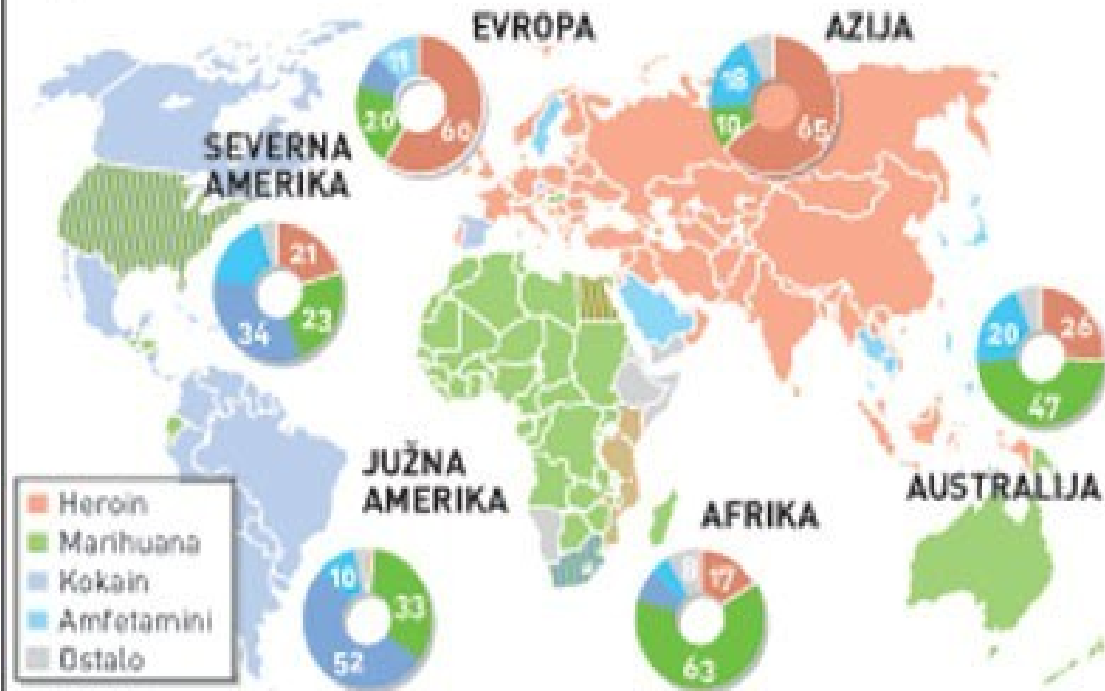 EVROPA
11
20
60
AZIJA
18
10
65
SEVERNA
AMERIKA
21
23
34
20
26
47
JUŽNA
AMERIKA
AUSTRALIJA
AFRIKA
Heroin
Marihuana
Kokain
Amfetamini
Ostalo
10
33
52
17
63